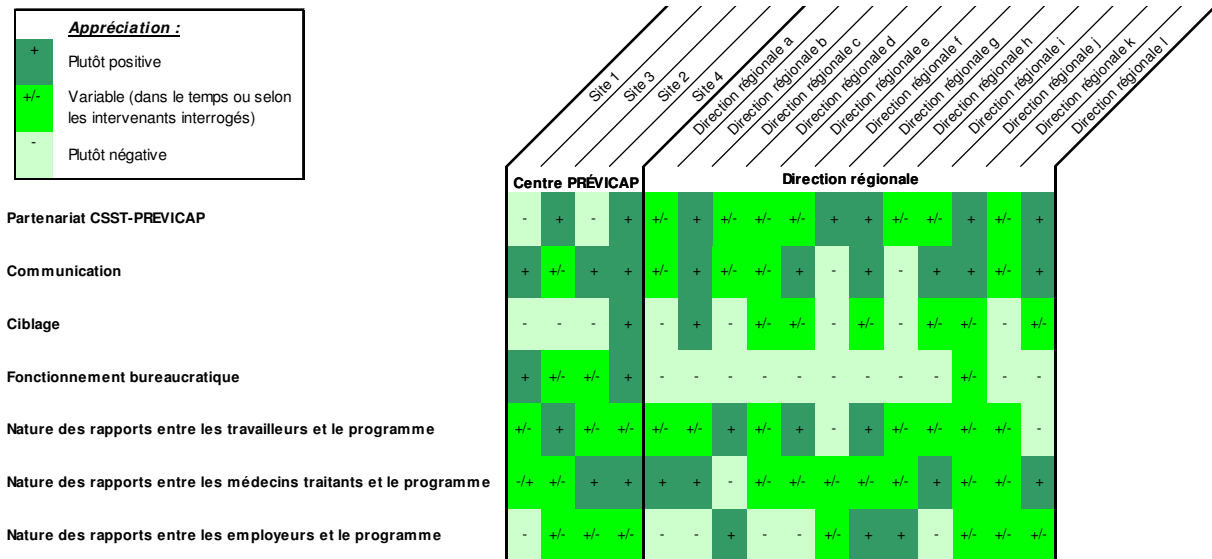 Appréciation :
+ Plutôt positive
+/- Variable (dans le temps ou selon
les intervenants interrogés)
- Plutôt négative
Site 1
Site 3
Site 2
Site 4
Direction régionale a
Direction régionale b
Direction régionale c
Direction régionale d
Direction régionale e
Direction régionale f
Direction régionale g
Direction régionale h
Direction régionale i
Direction régionale j
Direction régionale k
Direction régionale l
Centre PRÉVICAP Direction régionale
Partenariat CSST-PREVICAP - + - + +/- + +/- +/- +/- + + +/- +/- + +/- +
Communication + +/- + + +/- + +/- +/- + - + - + + +/- +
Ciblage - - - + - + - +/- +/- - +/- - +/- +/- - +/-
Fonctionnement bureaucratique + +/- +/- + - - - - - - - - - +/- - -
Nature des rapports entre les travailleurs et le programme +/- + +/- +/- +/- +/- + +/- + - + +/- +/- +/- +/- -
Nature des rapports entre les médecins traitants et le programme -/+ +/- + + + + - +/- +/- +/- +/- +/- + +/- +/- +
Nature des rapports entre les employeurs et le programme - +/- +/- +/- - - + - - +/- + + - +/- +/- +/-